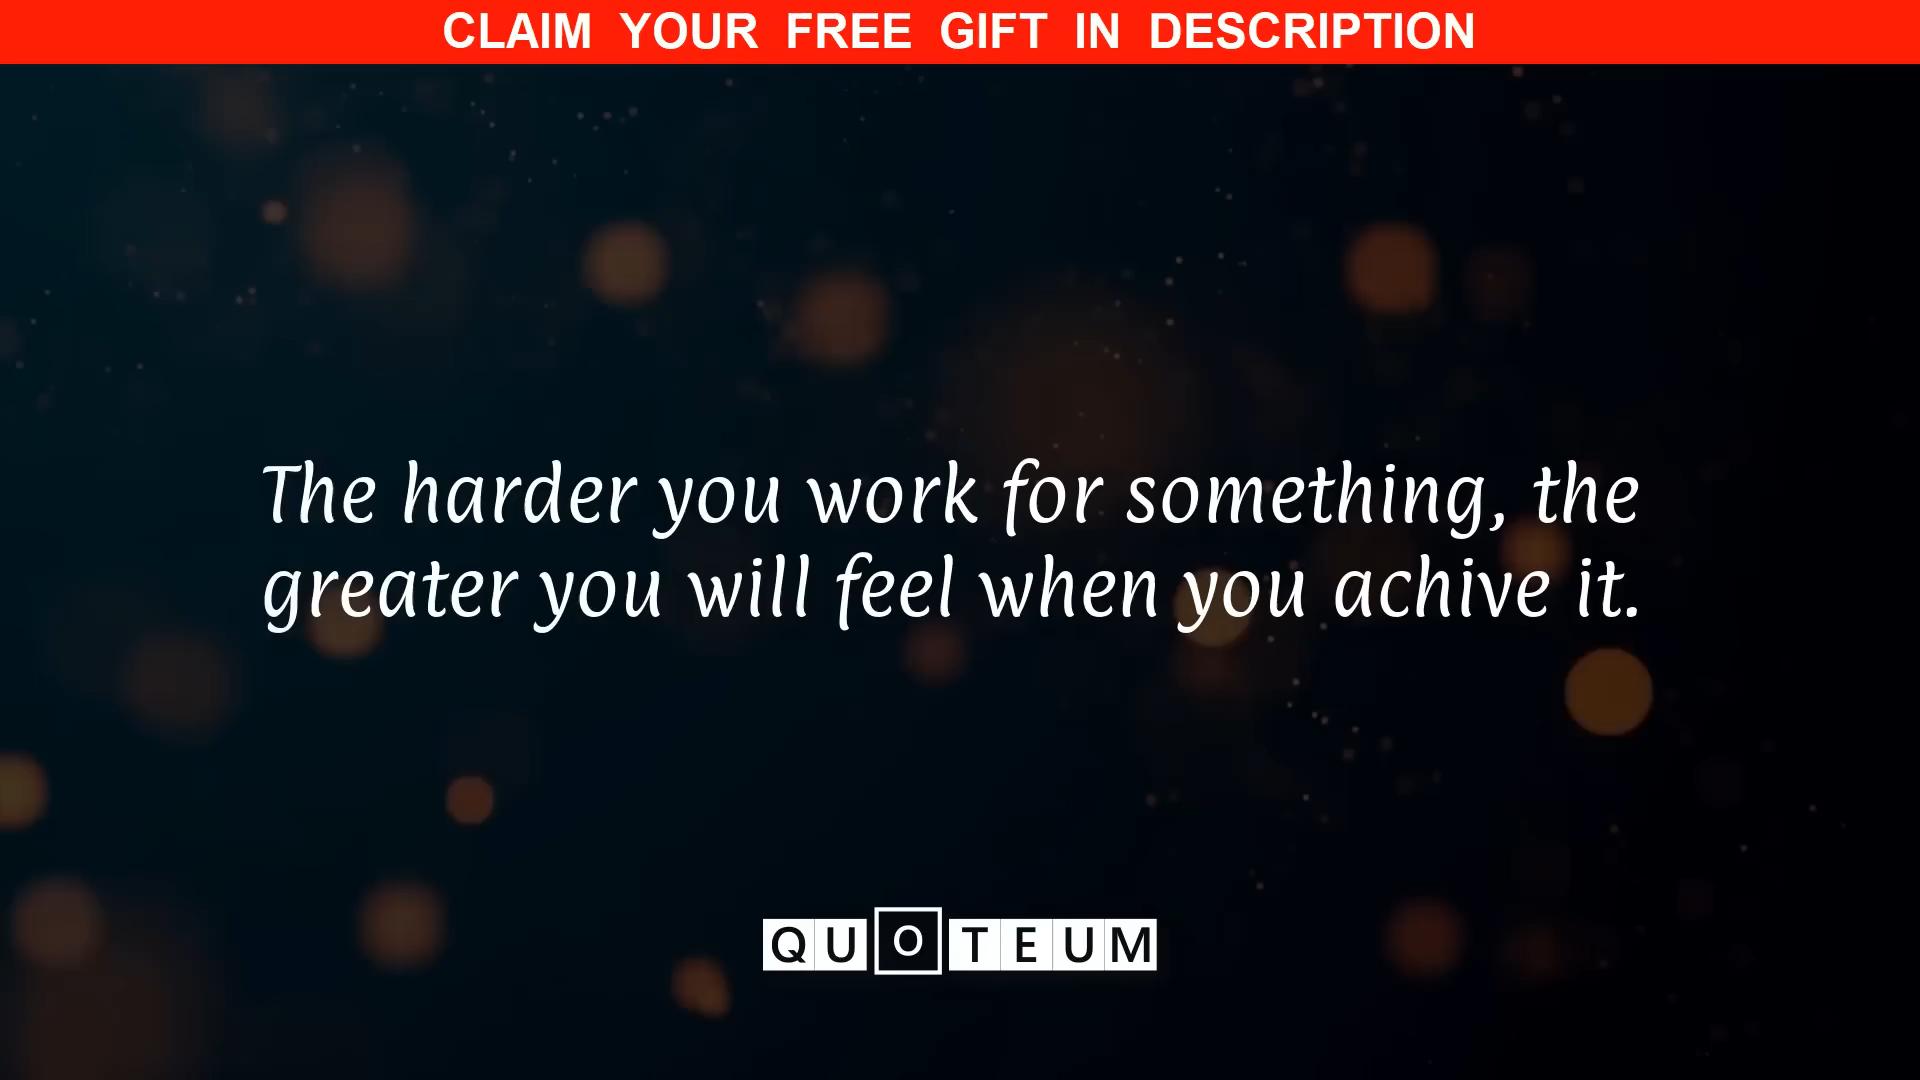 CLAIM YOUR FREE GIFT IN DESCRIPTION
The harder you work for something, the
greater you will feel when you achive it.
QUOTEUM